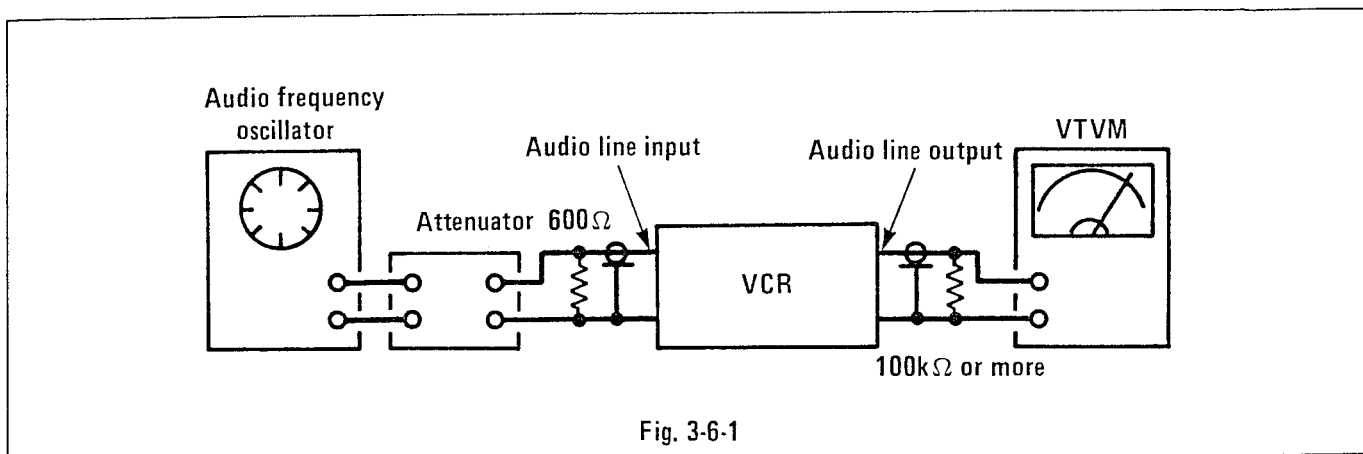 Audio frequency
oscillator
Audio line input
Audio line output
VTVM
Attenuator 600Ω
VCR
100kΩ or more
Fig. 3-6-1